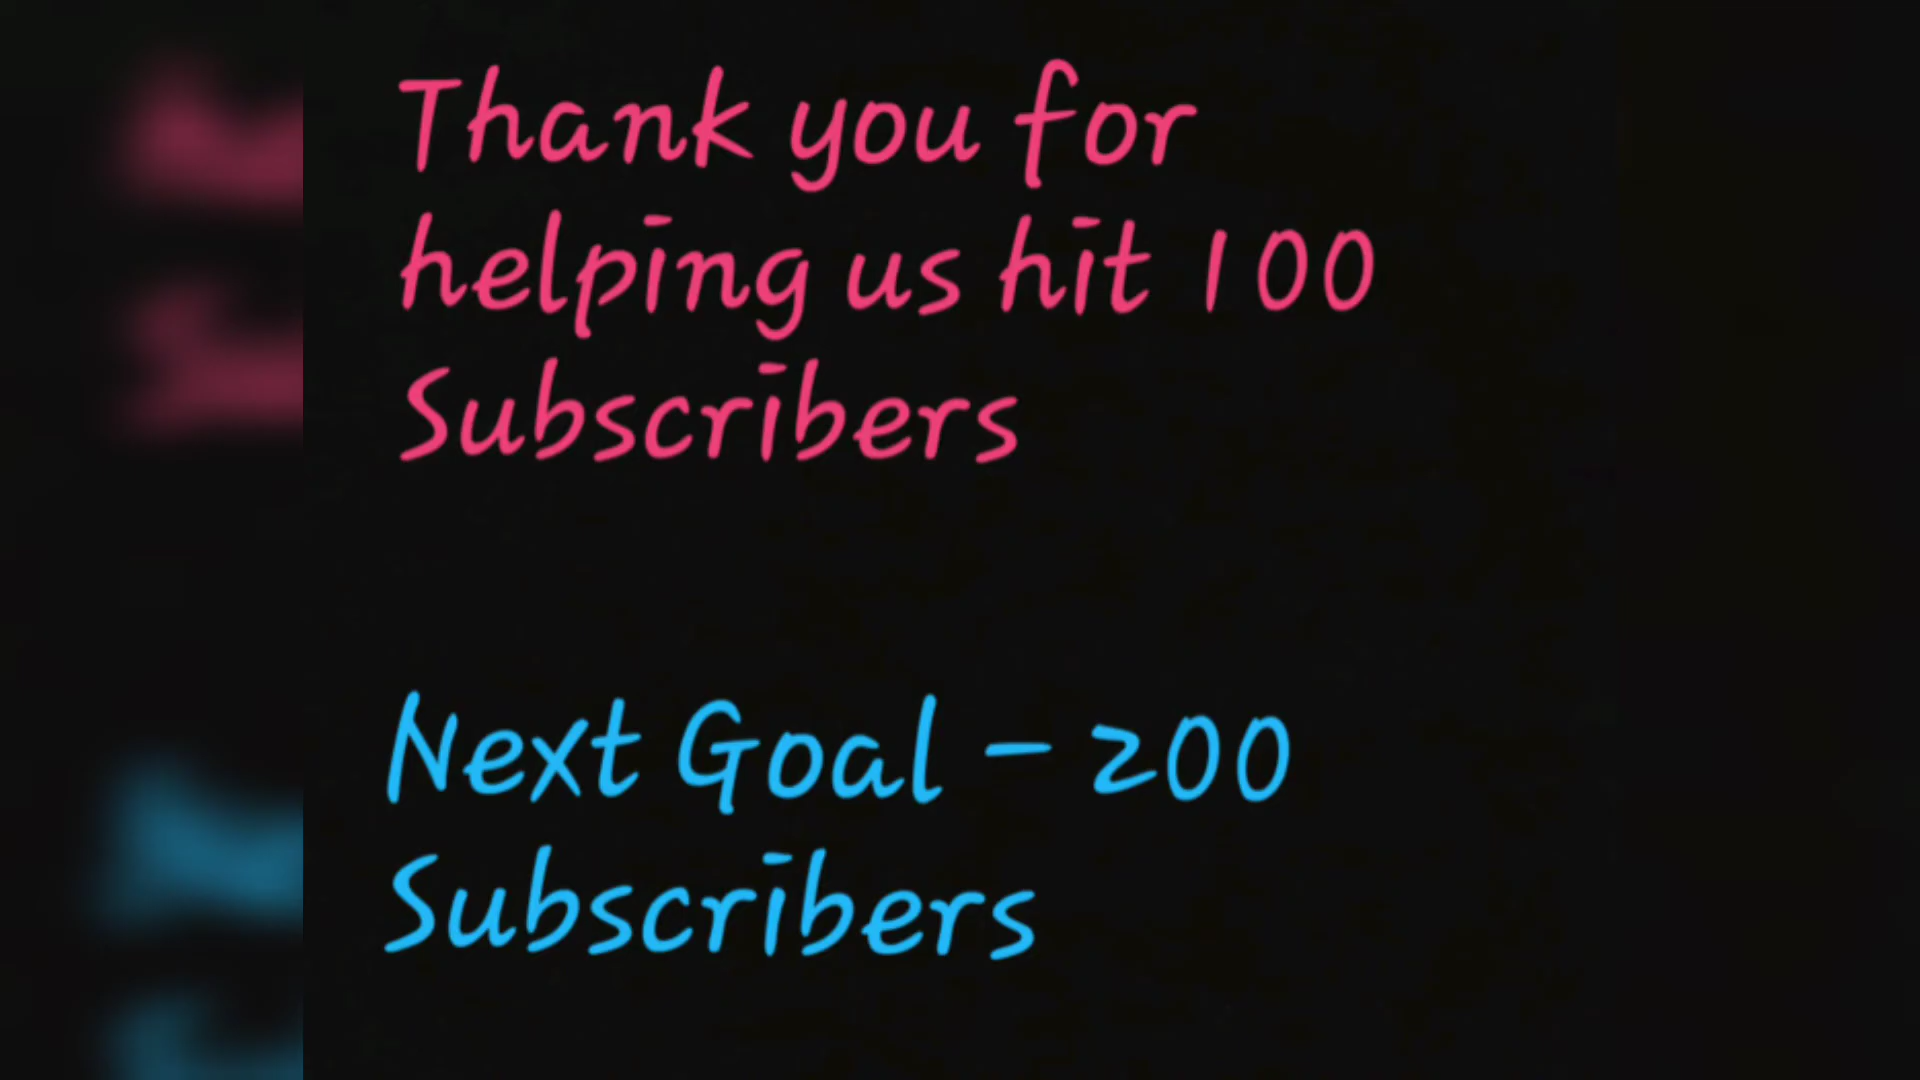 Thank you for
helping us hit 100
Subscribers
Next Goal - 200
Subscribers